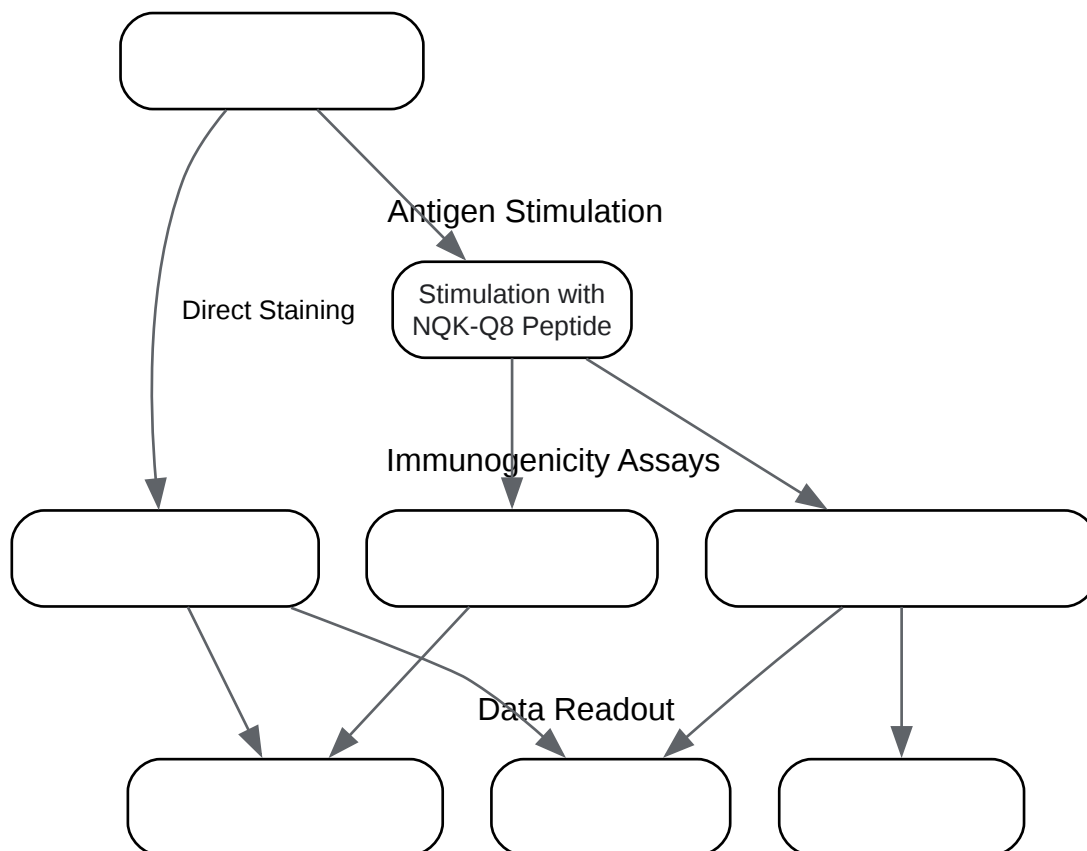 Antigen Stimulation
Stimulation with
NQK-Q8 Peptide
Direct Staining
Immunogenicity Assays
Data Readout